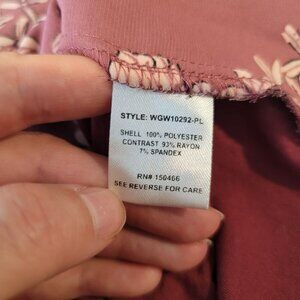 STYLE: WGW10292-PL
SHELL 100% POLYESTER
CONTRAST 93% RAYON
7% SPANDEX
RN# 150466
SEE REVERSE FOR CARE